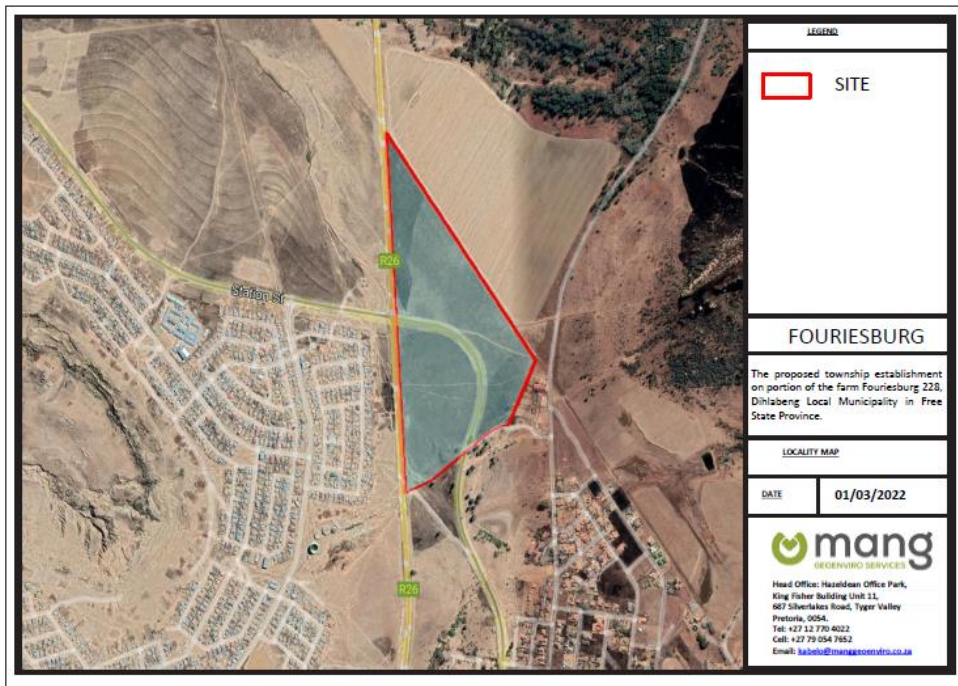 R26
Station St
R26
LEGEND
SITE
FOURIESBURG
The proposed township establishment
on portion of the farm Fouriesburg 228,
Dihlabeng Local Municipality in Free
State Province.
LOCALITY MAP
DATE
01/03/2022
mang
GEOENVIRO SERVICES
Head Office: Hazeldean Office Park,
King Fisher Building Unit 11,
687 Silverlakes Road, Tyger Valley
Pretoria, 0054.
Tel: +27 12 770 4022
Cell: +27 79 054 7652
Email: kabelo@manggeoenviro.co.za